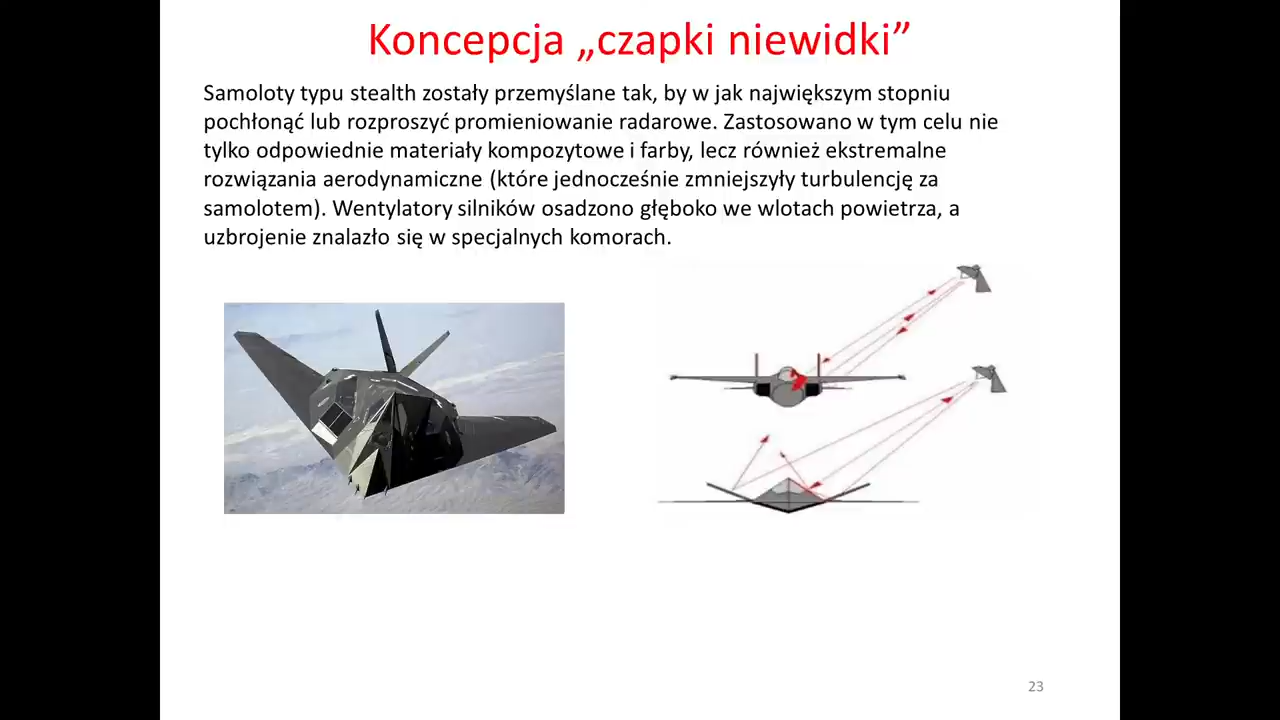 Koncepcja „czapki niewidki”
Samoloty typu stealth zostały przemyślane tak, by w jak największym stopniu
pochłonąć lub rozproszyć promieniowanie radarowe. Zastosowano w tym celu nie
tylko odpowiednie materiały kompozytowe i farby, lecz również ekstremalne
rozwiązania aerodynamiczne (które jednocześnie zmniejszyły turbulencję za
samolotem). Wentylatory silników osadzono głęboko we wlotach powietrza, a
uzbrojenie znalazło się w specjalnych komorach.
23